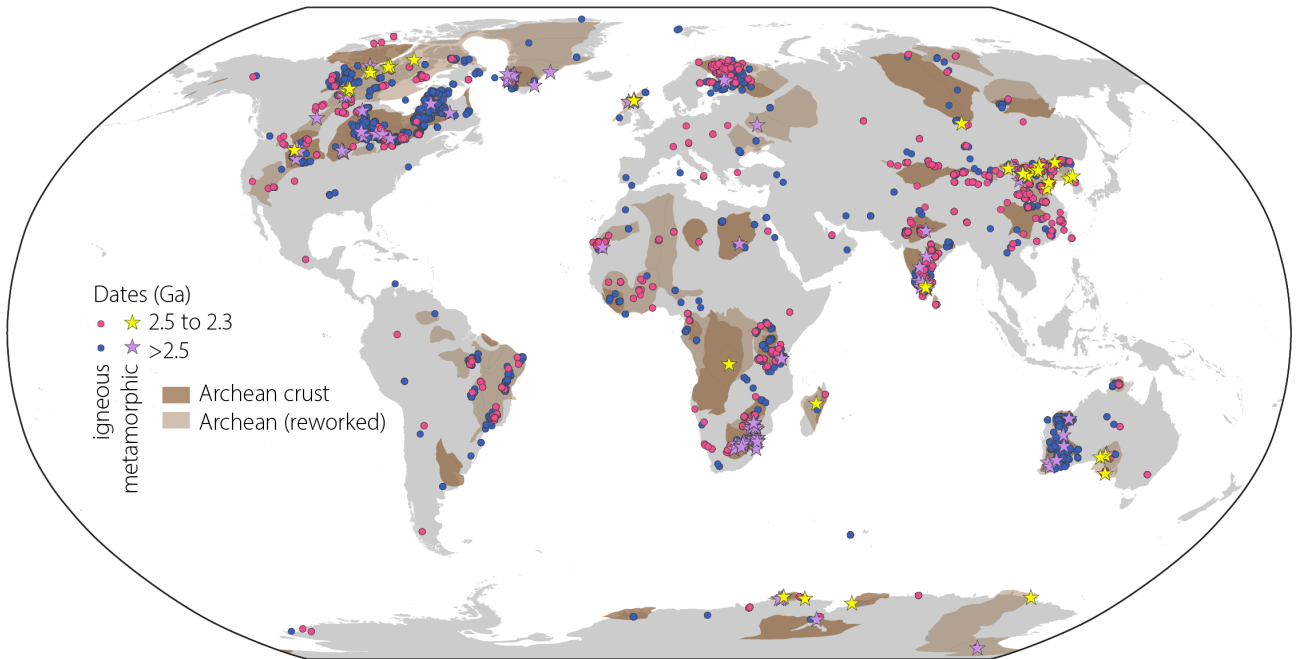 Dates (Ga)
2.5 to 2.3
>2.5
igneous
metamorphic
Archean crust
Archean (reworked)